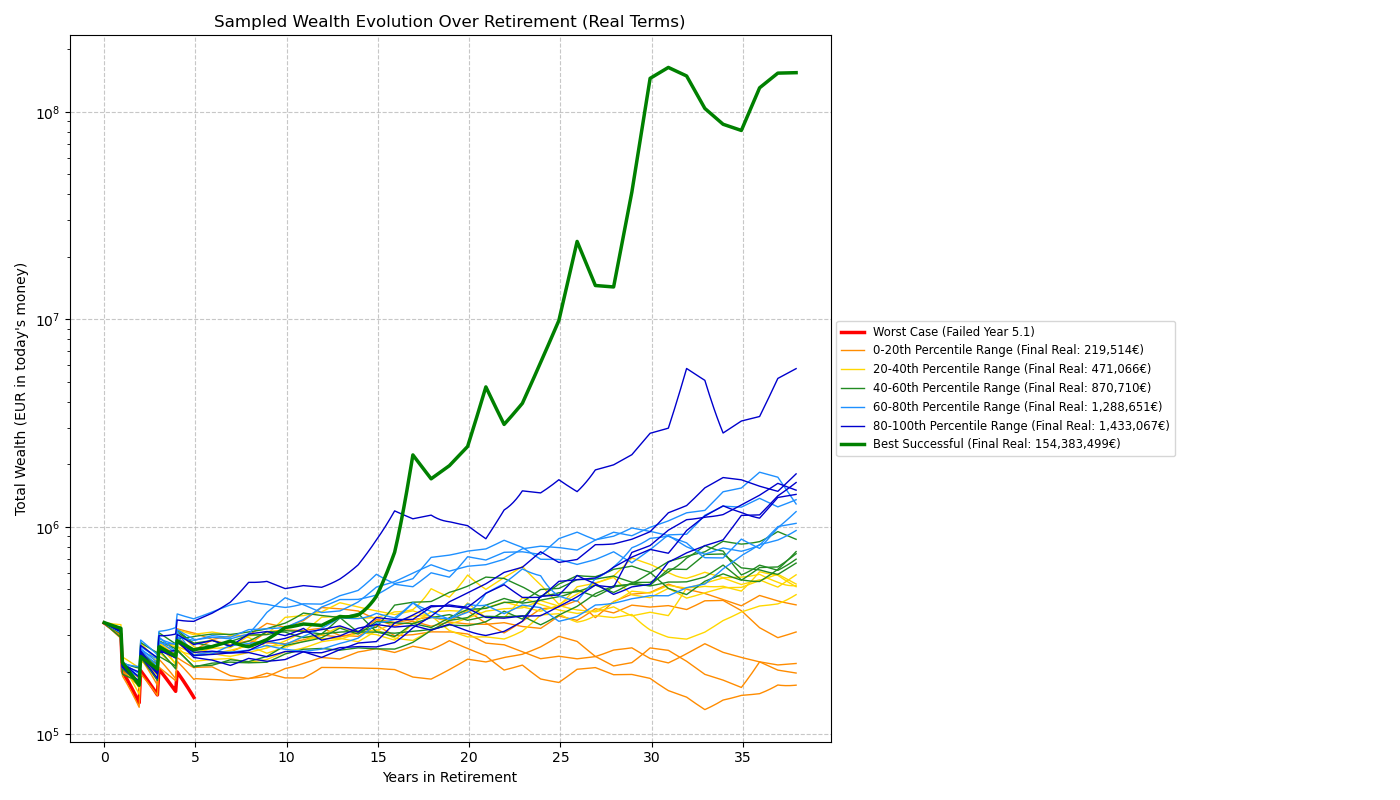 Sampled Wealth Evolution Over Retirement (Real Terms)
Total Wealth (EUR in today's money)
10⁸
10⁷
10⁶
10⁵
0 5 10 15 20 25 30 35
Years in Retirement
Worst Case (Failed Year 5.1)
0-20th Percentile Range (Final Real: 219,514€)
20-40th Percentile Range (Final Real: 471,066€)
40-60th Percentile Range (Final Real: 870,710€)
60-80th Percentile Range (Final Real: 1,288,651€)
80-100th Percentile Range (Final Real: 1,433,067€)
Best Successful (Final Real: 154,383,499€)